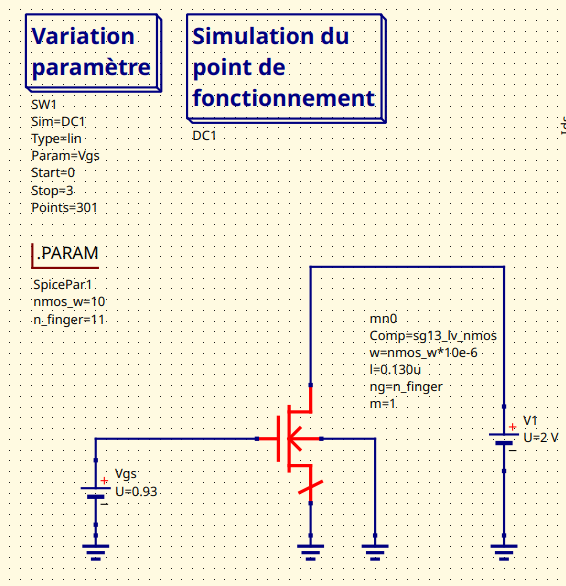 Variation
paramètre
SW1
Sim=DC1
Type=lin
Param=Vgs
Start=0
Stop=3
Points=301
Simulation du
point de
fonctionnement
DC1
.PARAM
SpicePar1
nmos_w=10
n_finger=11
mn0
Comp=sg13_lv_nmos
w=nmos_w*10e-6
l=0.130u
ng=n_finger
m=1
V1
U=2 V
Vgs
U=0.93